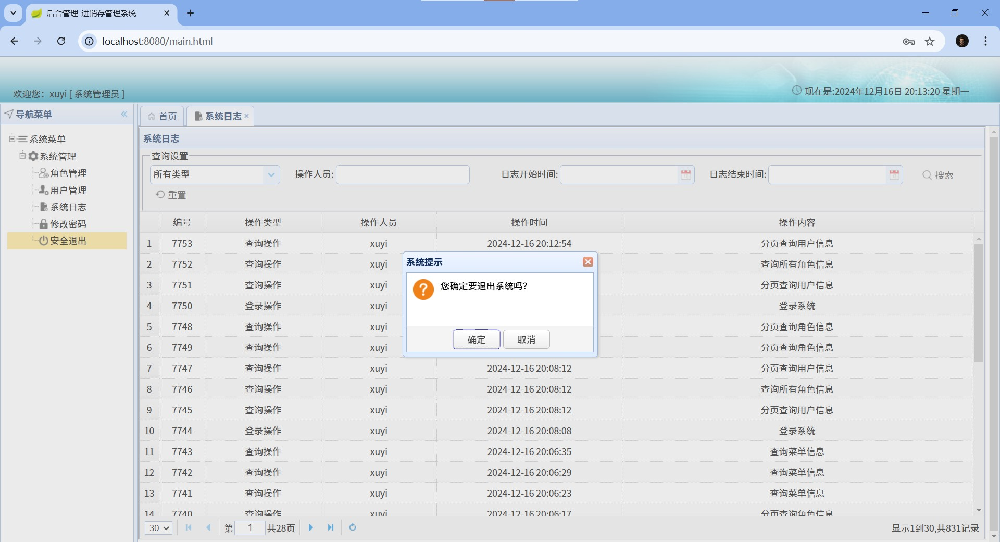 后台管理-进销存管理系统
localhost:8080/main.html
欢迎您：xuyi [ 系统管理员 ]
现在是:2024年12月16日 20:13:20 星期一
导航菜单
首页
系统日志
系统菜单
系统管理
角色管理
用户管理
系统日志
修改密码
安全退出
系统日志
查询设置
所有类型 操作人员: 日志开始时间: 日志结束时间: 搜索
重置
编号 操作类型 操作人员 操作时间 操作内容
1 7753 查询操作 xuyi 2024-12-16 20:12:54 分页查询用户信息
2 7752 查询操作 xuyi 查询所有角色信息
3 7751 查询操作 xuyi 分页查询用户信息
4 7750 登录操作 xuyi 登录系统
5 7748 查询操作 xuyi 分页查询角色信息
6 7749 查询操作 xuyi 分页查询角色信息
7 7747 查询操作 xuyi 2024-12-16 20:08:12 分页查询用户信息
8 7746 查询操作 xuyi 2024-12-16 20:08:12 查询所有角色信息
9 7745 查询操作 xuyi 2024-12-16 20:08:12 分页查询用户信息
10 7744 登录操作 xuyi 2024-12-16 20:08:08 登录系统
11 7743 查询操作 xuyi 2024-12-16 20:06:35 查询菜单信息
12 7742 查询操作 xuyi 2024-12-16 20:06:29 查询菜单信息
13 7741 查询操作 xuyi 2024-12-16 20:06:23 查询菜单信息
14 7740 查询操作 xuyi 2024-12-16 20:06:17 分页查询角色信息
系统提示
您确定要退出系统吗？
确定 取消
30 第 1 共28页
显示1到30,共831记录